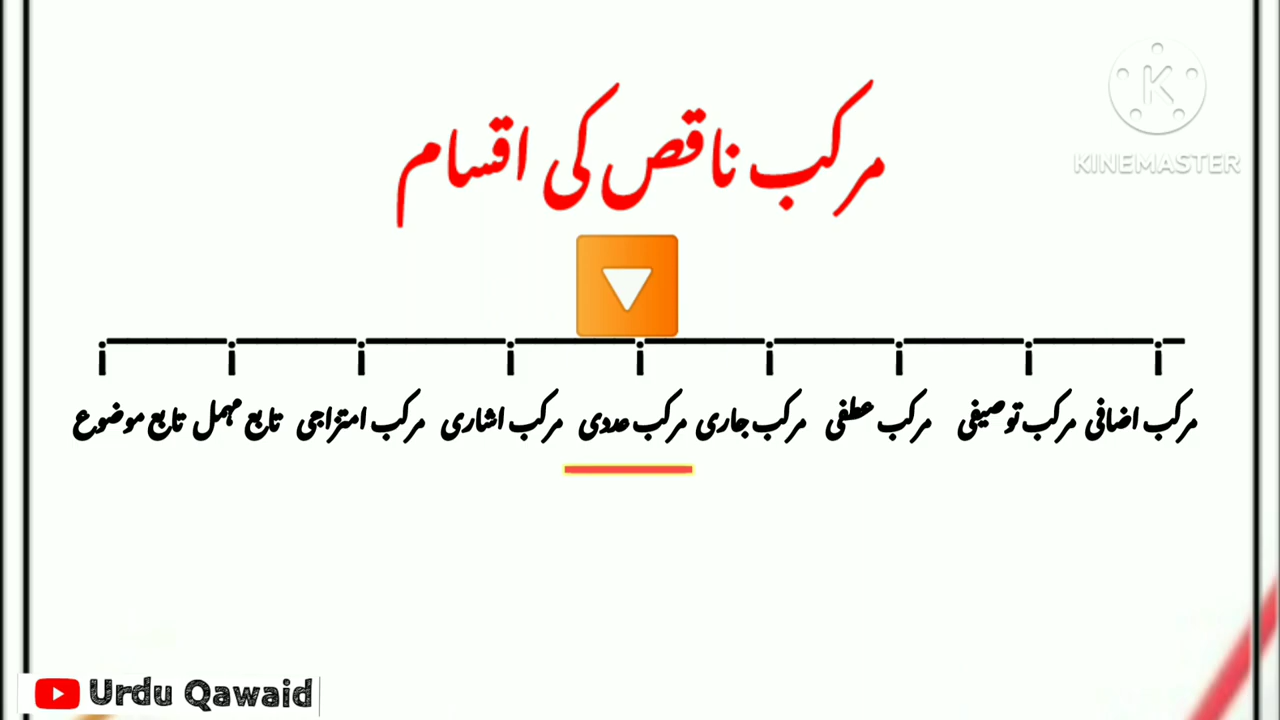 KINEMASTER
مرکب ناقص کی اقسام
مرکب اضافی مرکب توصیفی مرکب عطفی مرکب جاری مرکب عددی مرکب اشاری مرکب امتزاجی تابع مہمل تابع موضوع
Urdu Qawaid